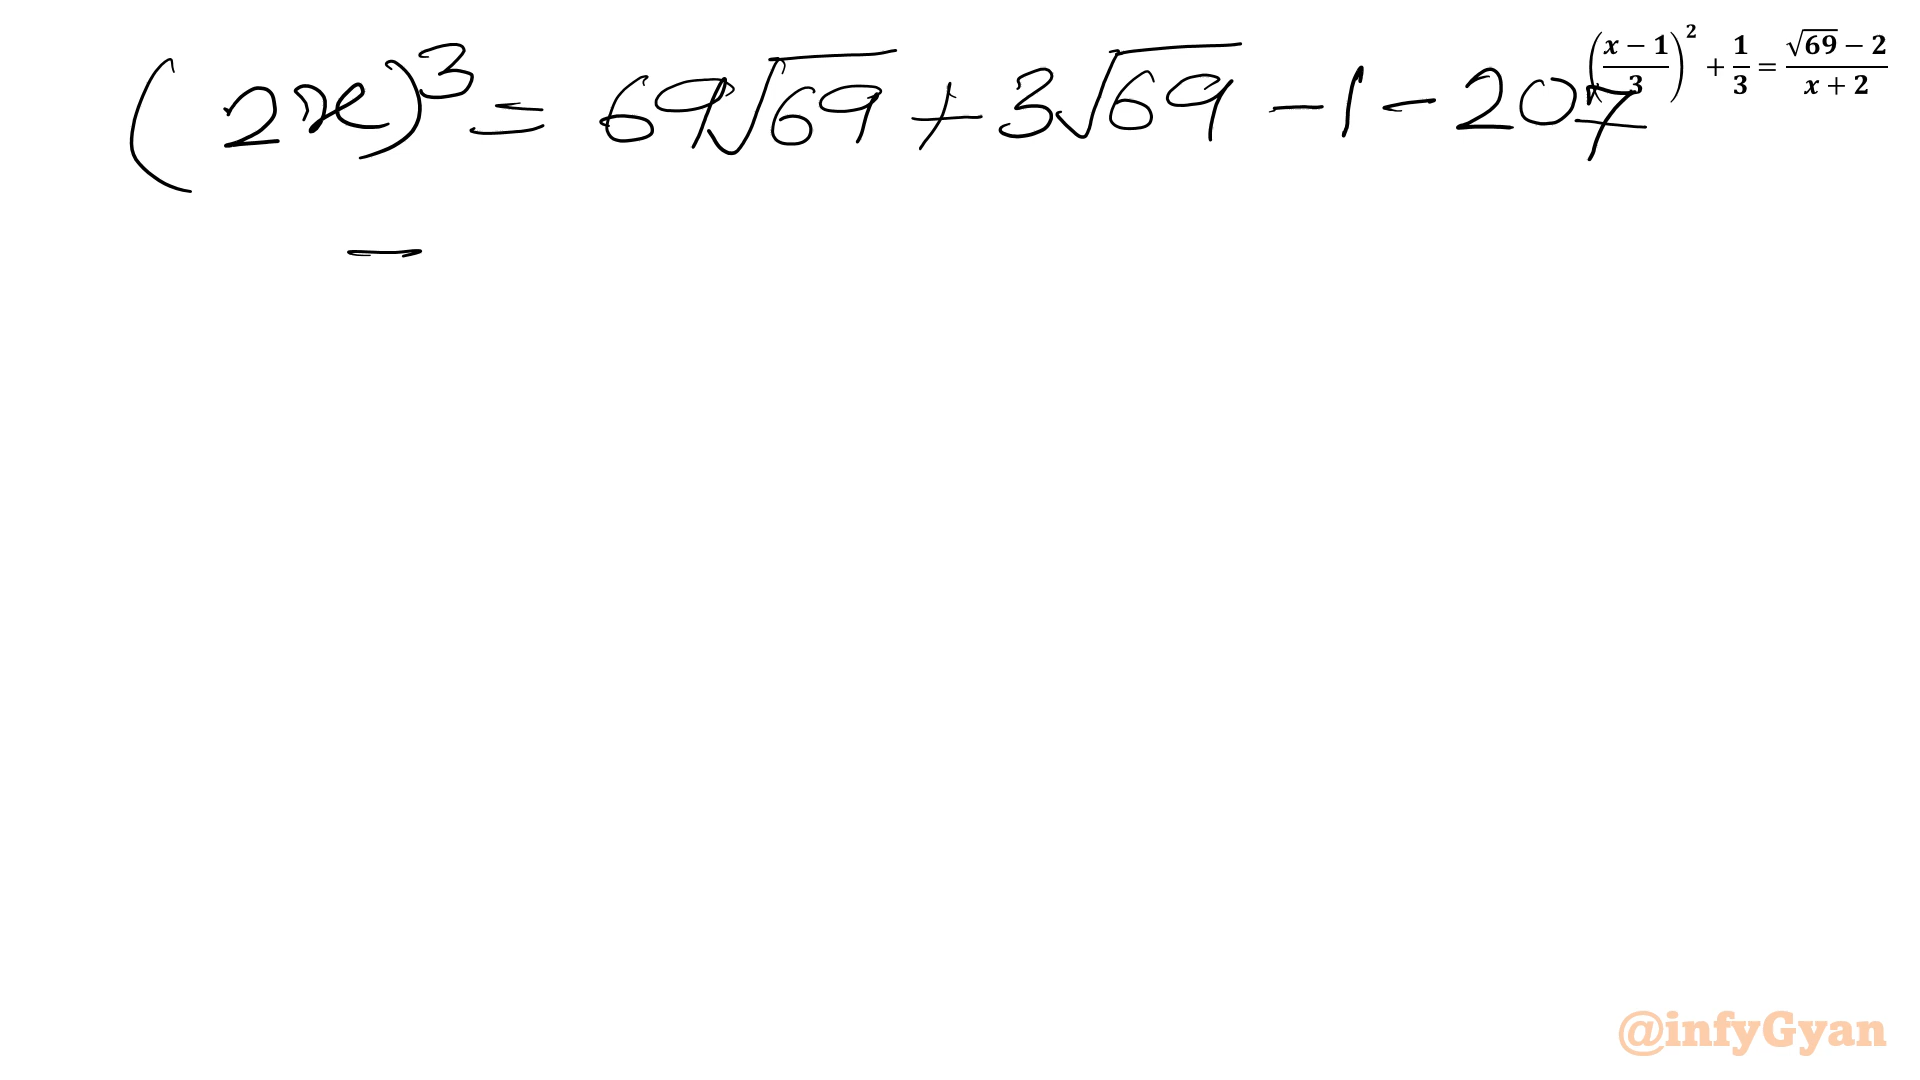 (2x)³ = 69√69 + 3√69 - 1 - 207
((x - 1)/3)² + 1/3 = (√69 - 2)/(x + 2)
@infyGyan